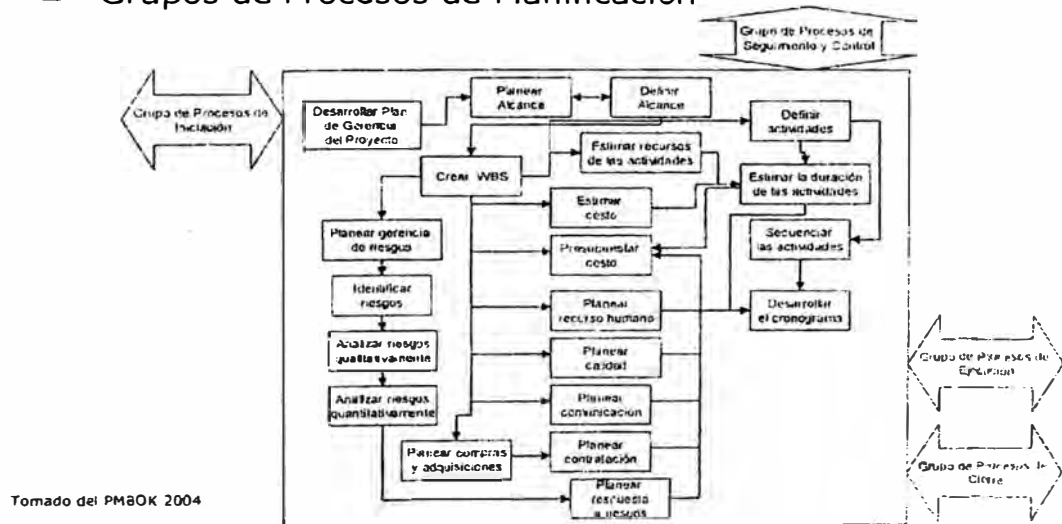 Grupos de Procesos de Planificación
Grupo de Procesos de
Seguimiento y Control
Grupo de Procesos de
Iniciación
Desarrollar Plan
de Gerencia
del Proyecto
Planear
Alcance
Definir
Alcance
Definir
actividades
Estimar recursos
de las actividades
Crear WBS
Estimar la duración
de las actividades
Estimar
costo
Planear gerencia
de riesgo
Secuenciar
las actividades
Presupuestar
costo
Identificar
riesgos
Planear
recurso humano
Desarrollar
el cronograma
Analizar riesgos
qualitativamente
Planear
calidad
Grupo de Procesos de
Ejecución
Analizar riesgos
quantitativamente
Planear
comunicación
Planear compras
y adquisiciones
Planear
contratación
Grupo de Procesos de
Cierre
Planear
respuesta
a riesgos
Tomado del PMBOK 2004